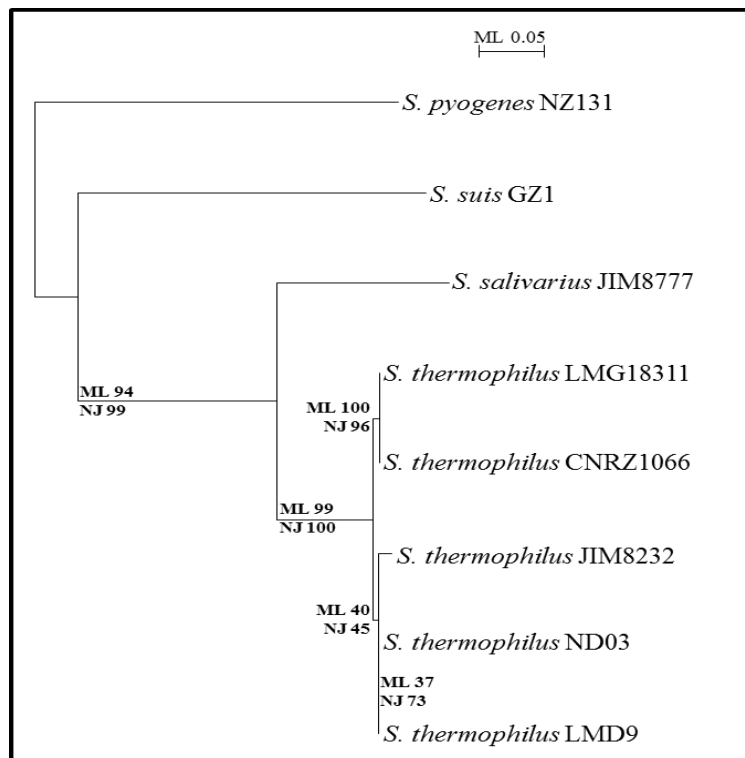 ML 0.05
S. pyogenes NZ131
S. suis GZ1
S. salivarius JIM8777
S. thermophilus LMG18311
ML 94
NJ 99
ML 100
NJ 96
S. thermophilus CNRZ1066
ML 99
NJ 100
S. thermophilus JIM8232
ML 40
NJ 45
S. thermophilus ND03
ML 37
NJ 73
S. thermophilus LMD9